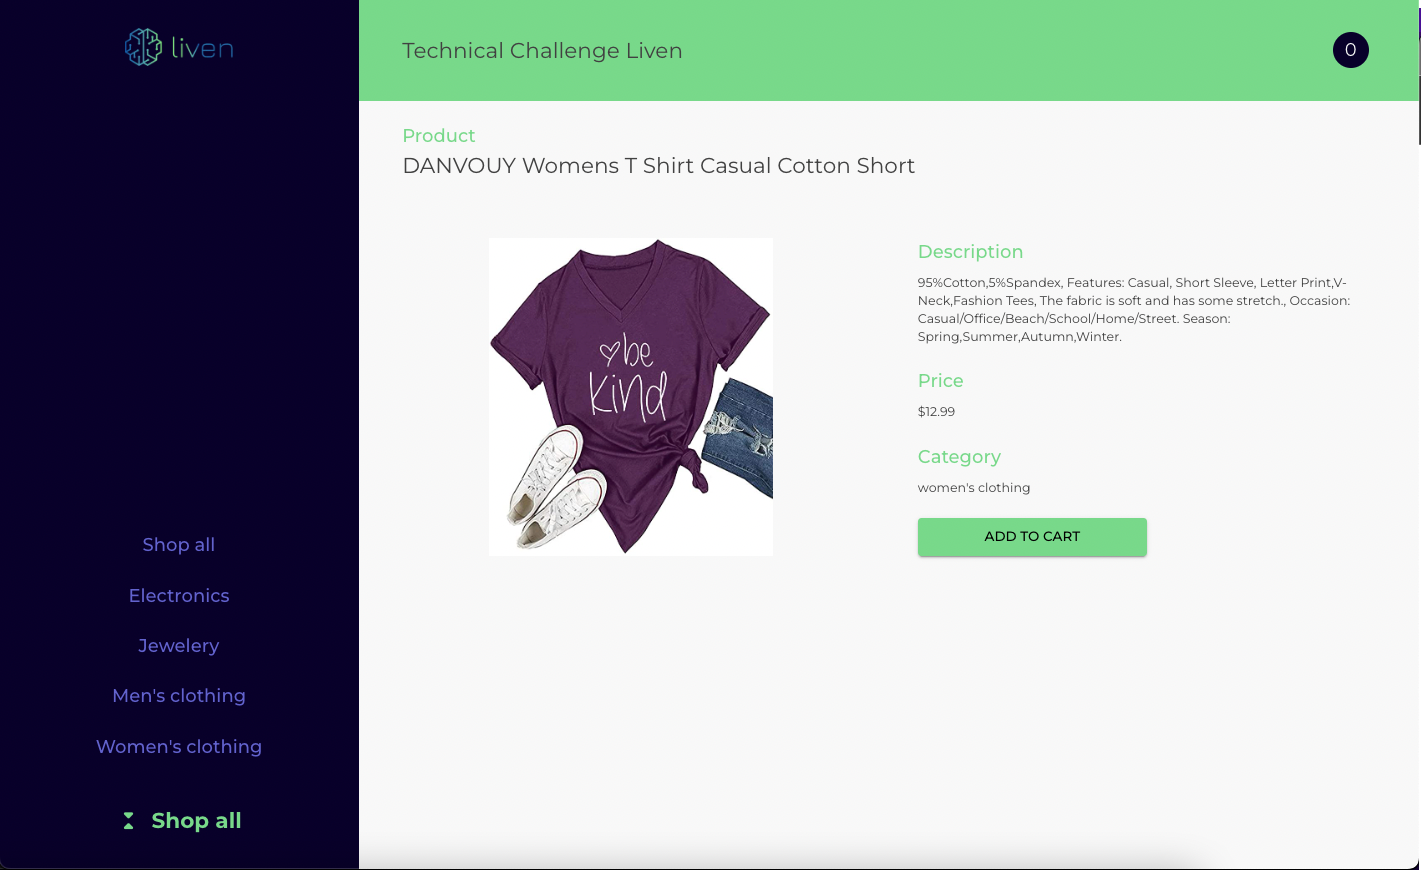 liven
Technical Challenge Liven
0
Product
DANVOUY Womens T Shirt Casual Cotton Short
be
kind
Description
95%Cotton,5%Spandex, Features: Casual, Short Sleeve, Letter Print,V-
Neck,Fashion Tees, The fabric is soft and has some stretch., Occasion:
Casual/Office/Beach/School/Home/Street. Season:
Spring,Summer,Autumn,Winter.
Price
$12.99
Category
women's clothing
ADD TO CART
Shop all
Electronics
Jewelery
Men's clothing
Women's clothing
Shop all